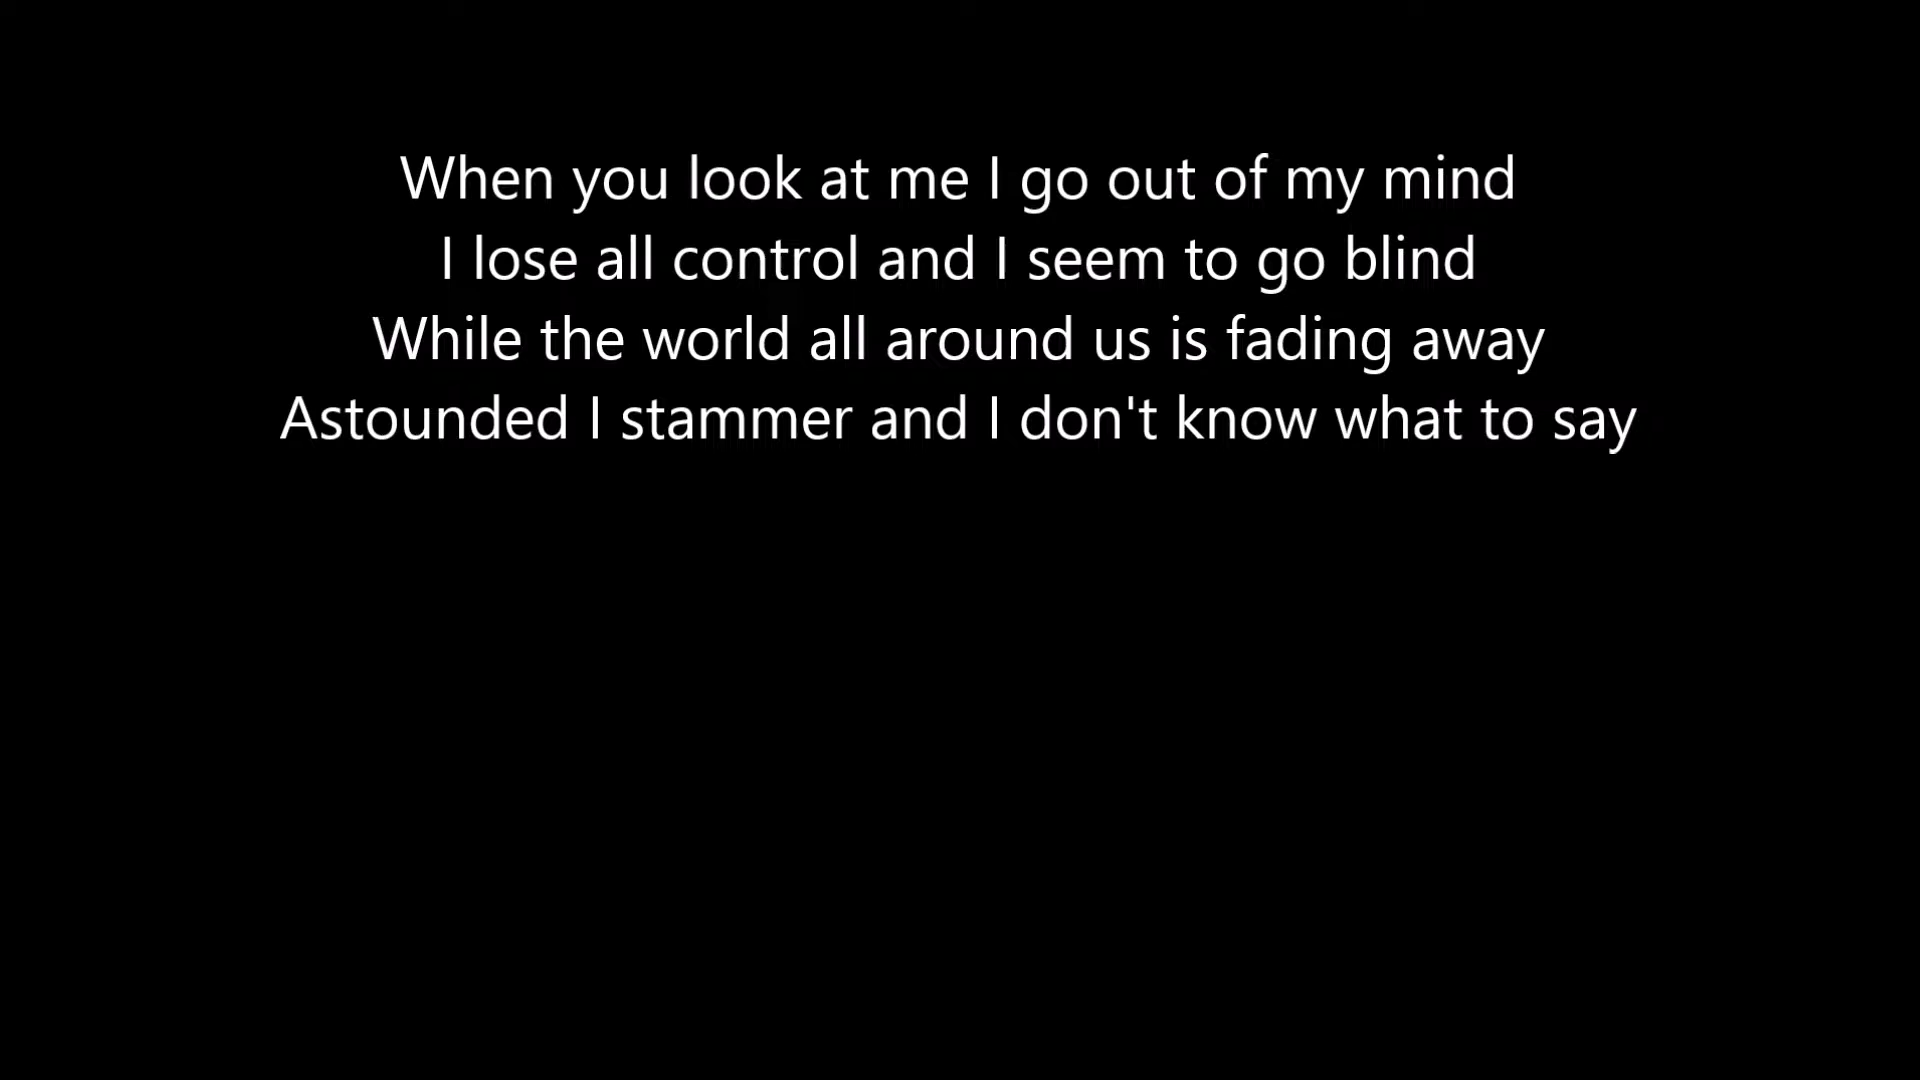 When you look at me I go out of my mind
I lose all control and I seem to go blind
While the world all around us is fading away
Astounded I stammer and I don't know what to say